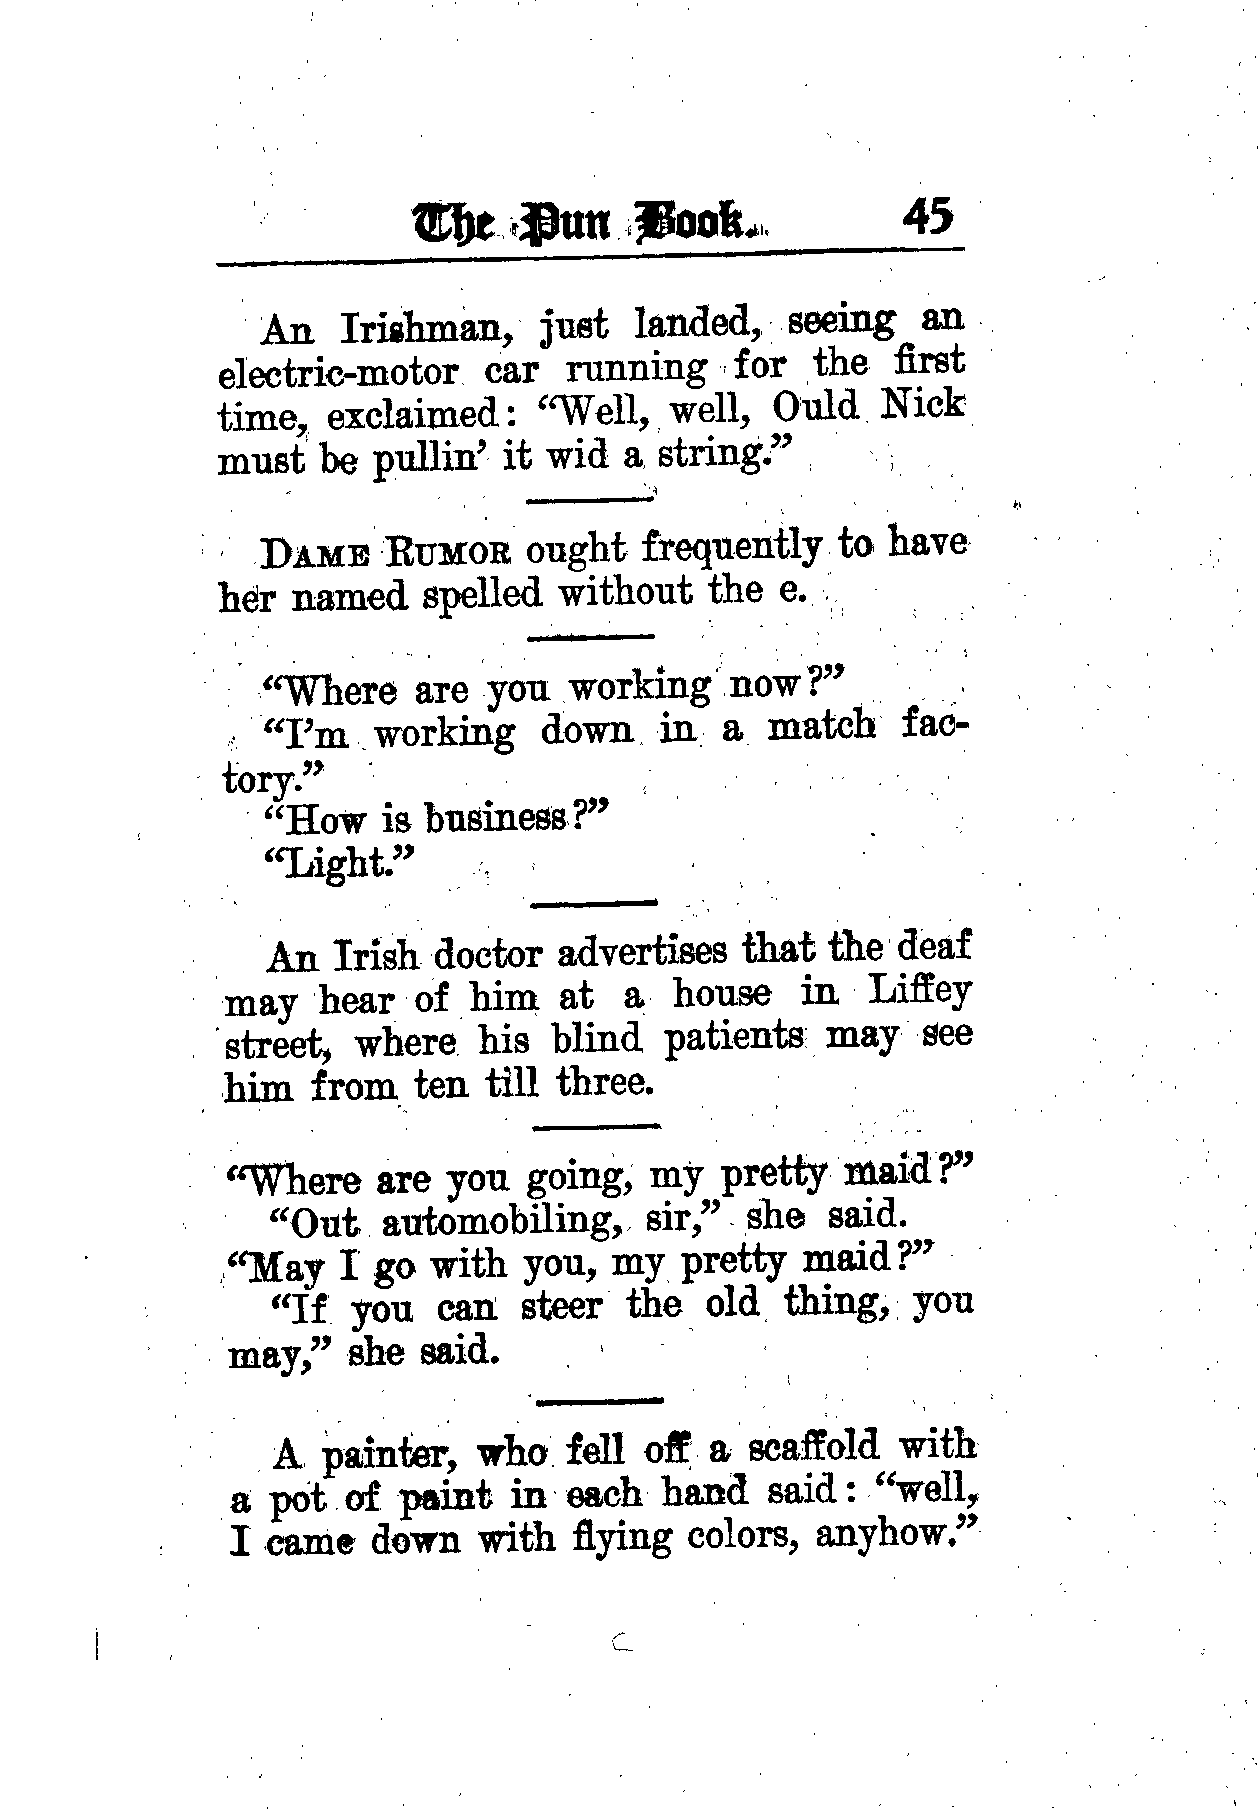 The Pun Book. 45
An Irishman, just landed, seeing an
electric-motor car running for the first
time, exclaimed: “Well, well, Ould Nick
must be pullin’ it wid a string.”
DAME RUMOR ought frequently to have
her named spelled without the e.
“Where are you working now?”
“I’m working down in a match fac-
tory.”
“How is business?”
“Light.”
An Irish doctor advertises that the deaf
may hear of him at a house in Liffey
street, where his blind patients may see
him from ten till three.
“Where are you going, my pretty maid?”
“Out automobiling, sir,” she said.
“May I go with you, my pretty maid?”
“If you can steer the old thing, you
may,” she said.
A painter, who fell off a scaffold with
a pot of paint in each hand said: “well,
I came down with flying colors, anyhow.”